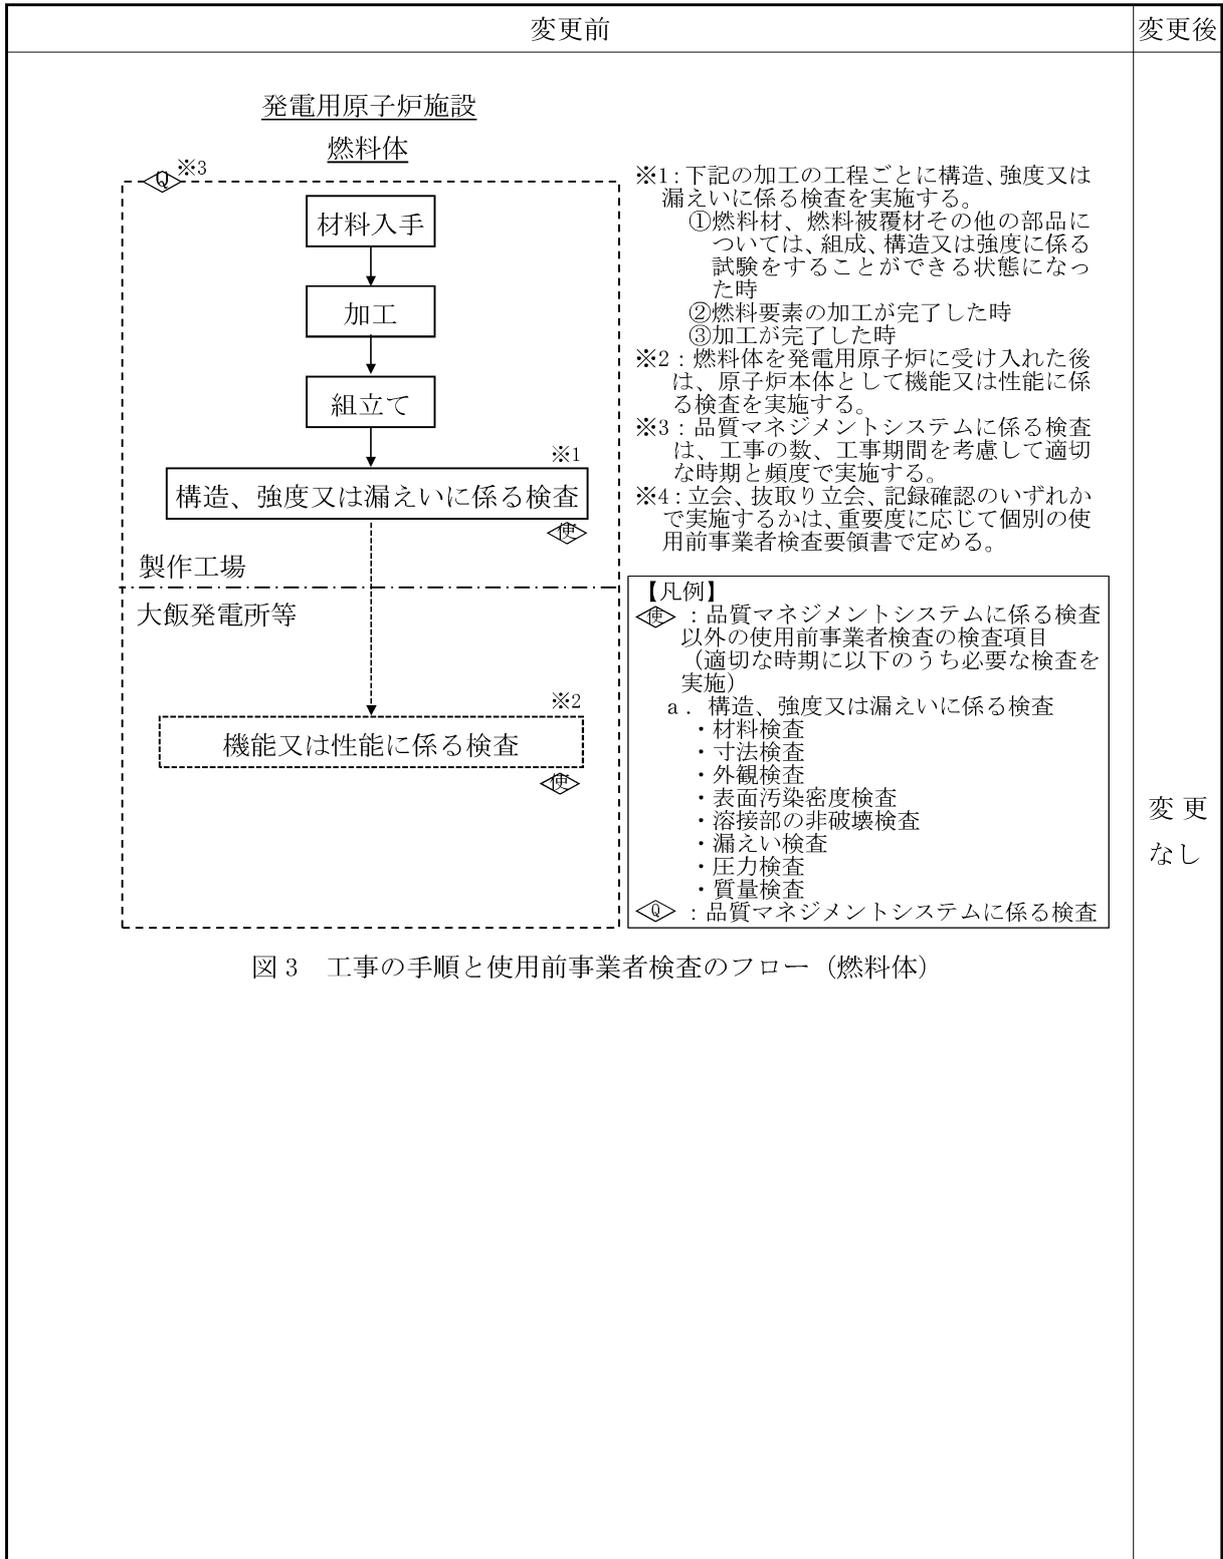 変更前
変更後
発電用原子炉施設
燃料体
Q
※3
材料入手
加工
組立て
※1
構造、強度又は漏えいに係る検査
使
製作工場
大飯発電所等
※2
機能又は性能に係る検査
使
※1：下記の加工の工程ごとに構造、強度又は
漏えいに係る検査を実施する。
①燃料材、燃料被覆材その他の部品に
ついては、組成、構造又は強度に係る
試験をすることができる状態になっ
た時
②燃料要素の加工が完了した時
③加工が完了した時
※2：燃料体を発電用原子炉に受け入れた後
は、原子炉本体として機能又は性能に係
る検査を実施する。
※3：品質マネジメントシステムに係る検査
は、工事の数、工事期間を考慮して適切
な時期と頻度で実施する。
※4：立会、抜取り立会、記録確認のいずれか
で実施するかは、重要度に応じて個別の使
用前事業者検査要領書で定める。
【凡例】
使：品質マネジメントシステムに係る検査
以外の使用前事業者検査の検査項目
（適切な時期に以下のうち必要な検査を
実施）
a．構造、強度又は漏えいに係る検査
・材料検査
・寸法検査
・外観検査
・表面汚染密度検査
・溶接部の非破壊検査
・漏えい検査
・圧力検査
・質量検査
Q：品質マネジメントシステムに係る検査
図3　工事の手順と使用前事業者検査のフロー（燃料体）
変更
なし